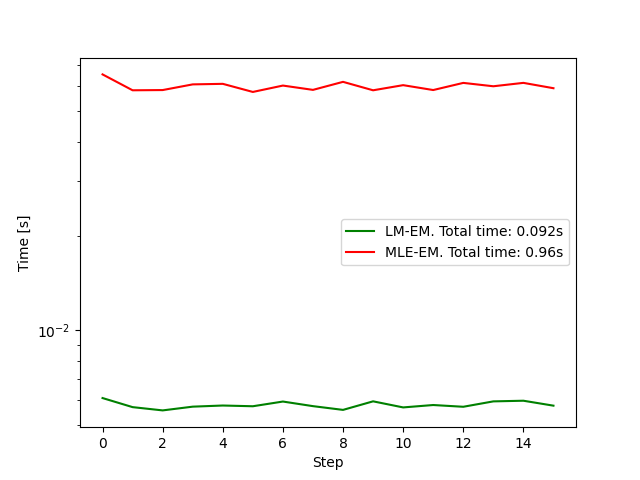 Time [s]
10⁻²
LM-EM. Total time: 0.092s
MLE-EM. Total time: 0.96s
0 2 4 6 8 10 12 14
Step